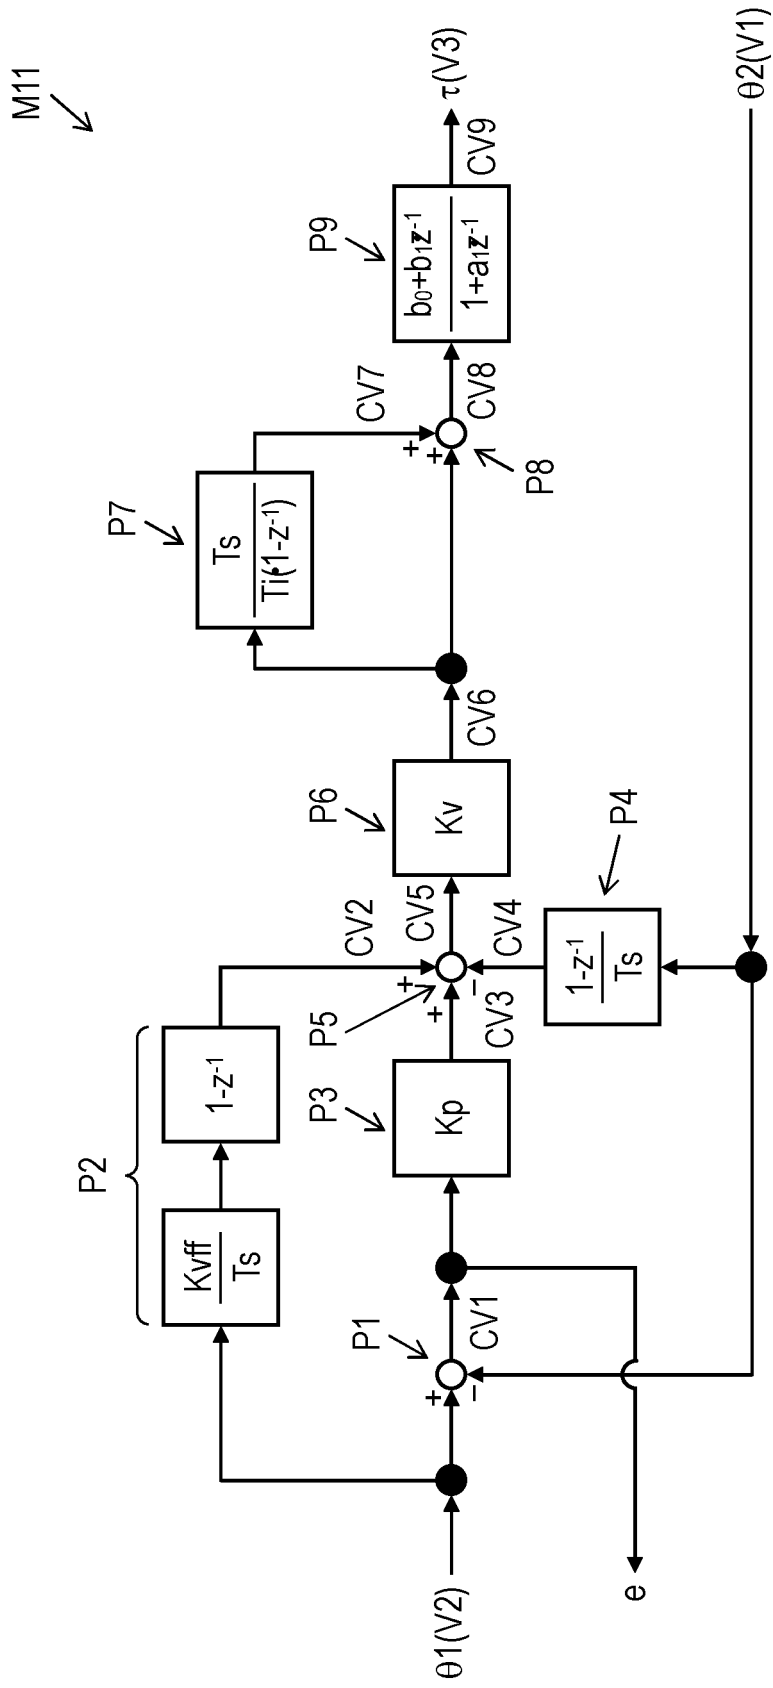 M11
θ1(V2)
P1
CV1
e
P2
Kvff
Ts
1-z-1
CV2
P3
Kp
CV3
P4
1-z-1
Ts
CV4
P5
CV5
P6
Kv
CV6
P7
Ts
Ti(1-z-1)
CV7
P8
CV8
P9
b0+b1z-1
1+a1z-1
CV9
τ(V3)
θ2(V1)
+
-
+
+
-
+
+